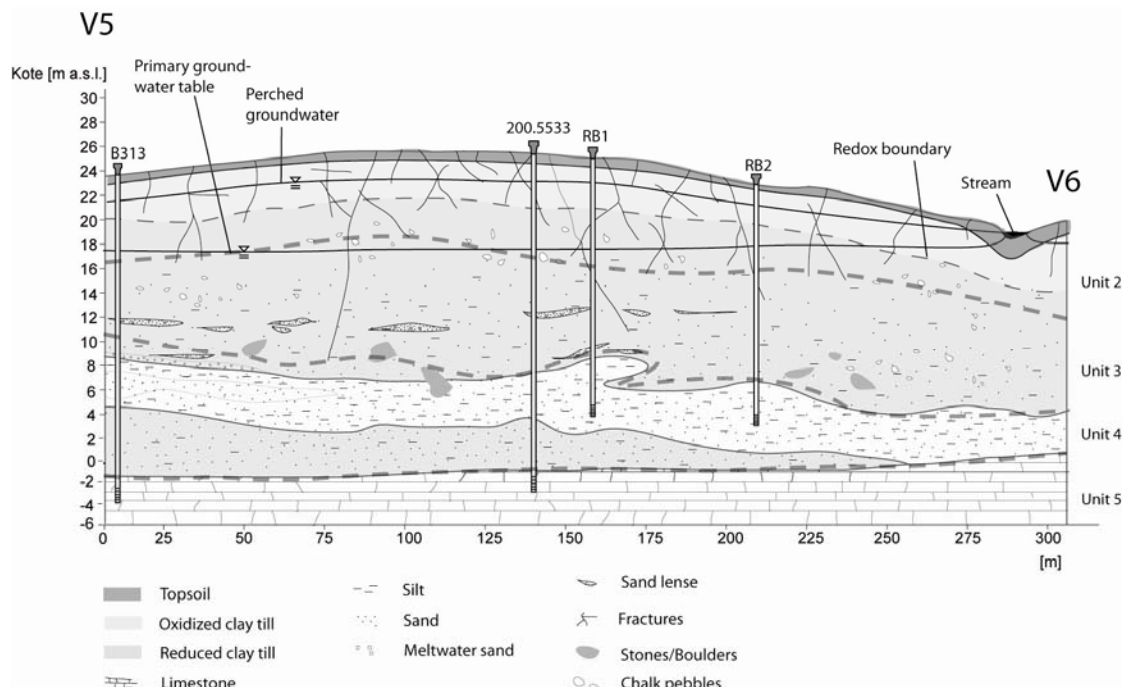 V5
Kote [m a.s.l.]
Primary ground-
water table
Perched
groundwater
B313
200.5533
RB1
RB2
Redox boundary
Stream
V6
30
28
26
24
22
20
18
16
14
12
10
8
6
4
2
0
-2
-4
-6
Unit 2
Unit 3
Unit 4
Unit 5
0 25 50 75 100 125 150 175 200 225 250 275 300
[m]
Topsoil
Oxidized clay till
Reduced clay till
Limestone
Silt
Sand
Meltwater sand
Sand lense
Fractures
Stones/Boulders
Chalk pebbles